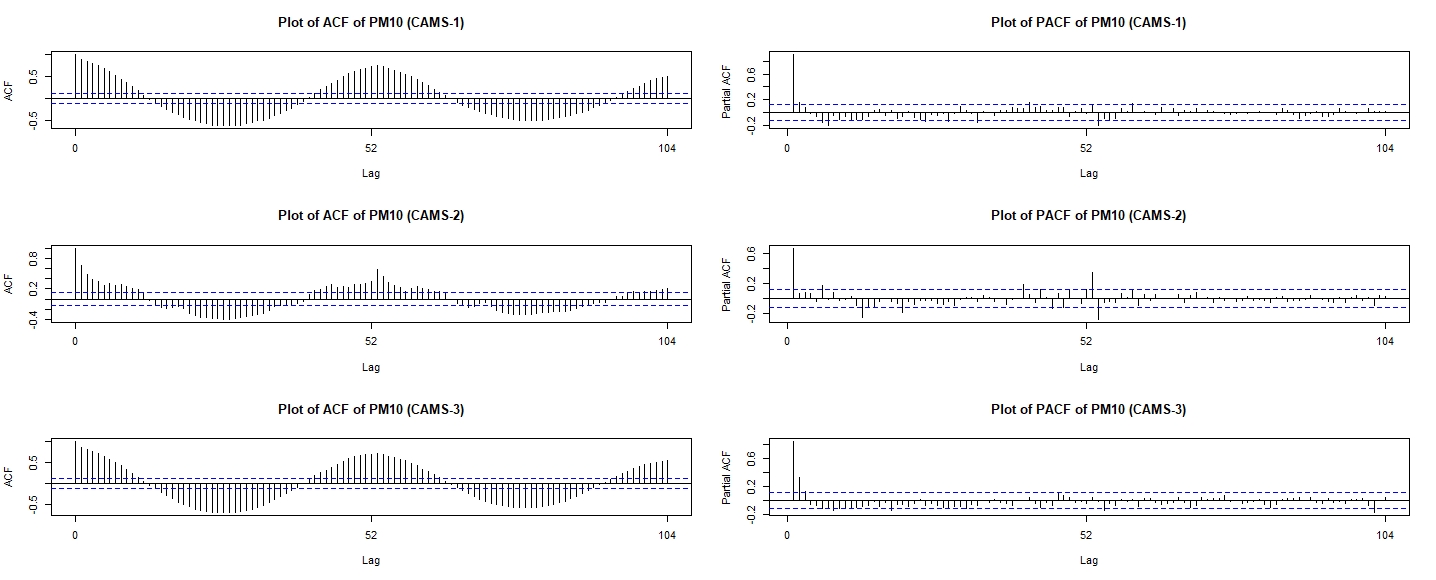 Plot of ACF of PM10 (CAMS-1)
ACF
0.5
-0.5
0 52 104
Lag
Plot of PACF of PM10 (CAMS-1)
Partial ACF
0.6
0.2
-0.2
0 52 104
Lag
Plot of ACF of PM10 (CAMS-2)
ACF
0.8
0.2
-0.4
0 52 104
Lag
Plot of PACF of PM10 (CAMS-2)
Partial ACF
0.6
0.2
-0.2
0 52 104
Lag
Plot of ACF of PM10 (CAMS-3)
ACF
0.5
-0.5
0 52 104
Lag
Plot of PACF of PM10 (CAMS-3)
Partial ACF
0.6
0.2
-0.2
0 52 104
Lag